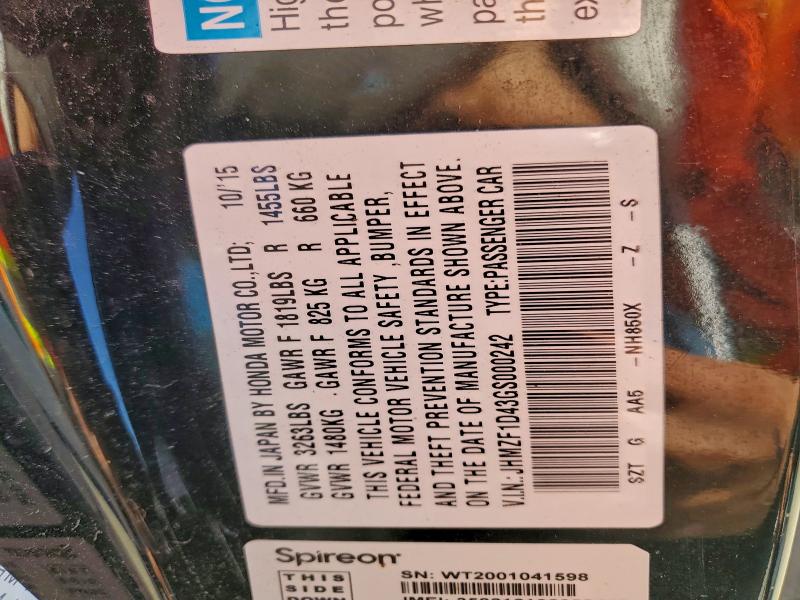 MFD.IN JAPAN BY HONDA MOTOR CO.,LTD; 10/'15
GVWR 3263LBS GAWR F 1819LBS R 1455LBS
GVWR 1480KG . GAWR F 825 KG R 660 KG
THIS VEHICLE CONFORMS TO ALL APPLICABLE
FEDERAL MOTOR VEHICLE SAFETY ,BUMPER,
AND THEFT PREVENTION STANDARDS IN EFFECT
ON THE DATE OF MANUFACTURE SHOWN ABOVE.
V.I.N.: JHMZF1D43GS000242 TYPE:PASSENGER CAR
SZT G AA5 -NH850X -Z -S
Spireon
THIS
SIDE
DOWN
SN: WT2001041598